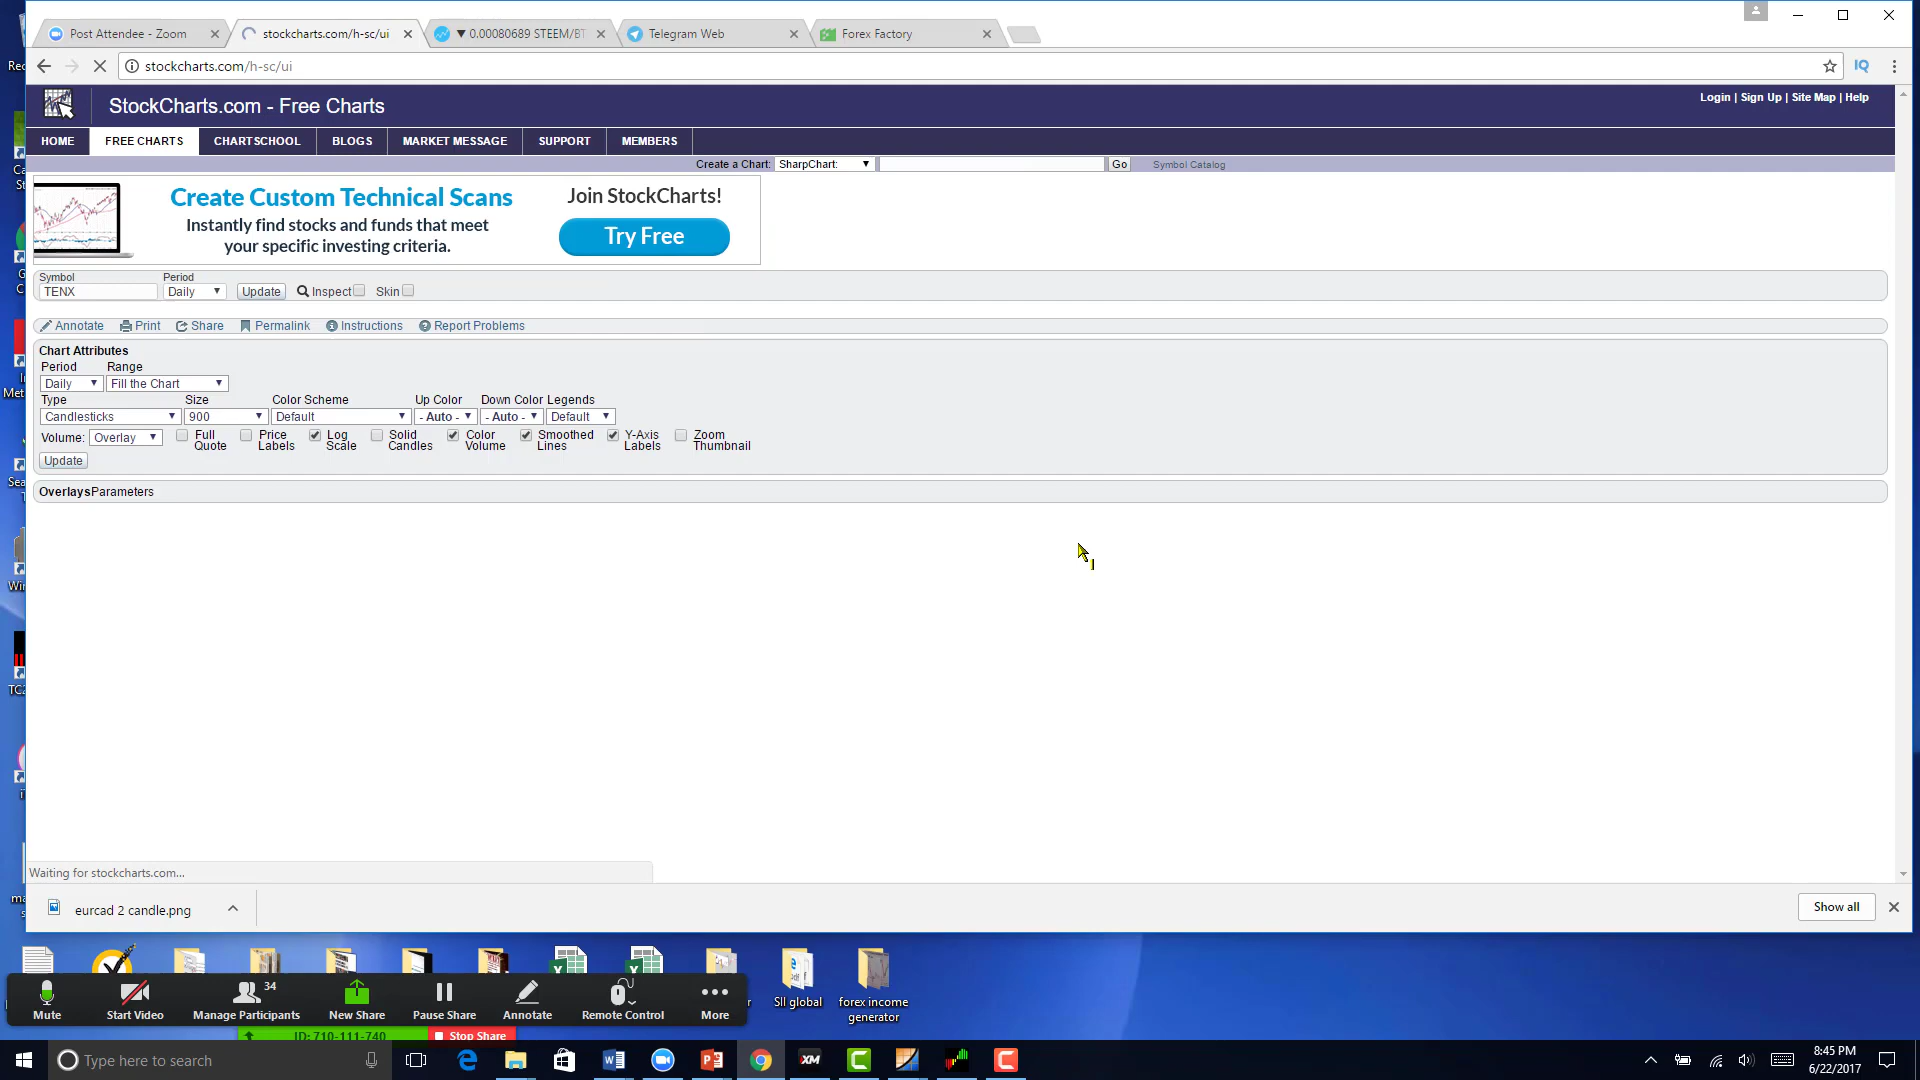 Post Attendee - Zoom
stockcharts.com/h-sc/ui
▼ 0.00080689 STEEM/BT
Telegram Web
Forex Factory
stockcharts.com/h-sc/ui
IQ
StockCharts.com - Free Charts
Login | Sign Up | Site Map | Help
HOME
FREE CHARTS
CHARTSCHOOL
BLOGS
MARKET MESSAGE
SUPPORT
MEMBERS
Create a Chart: SharpChart: Go Symbol Catalog
Create Custom Technical Scans
Instantly find stocks and funds that meet
your specific investing criteria.
Join StockCharts!
Try Free
Symbol Period
TENX Daily Update Inspect Skin
Annotate Print Share Permalink Instructions Report Problems
Chart Attributes
Period Range
Daily Fill the Chart
Type Size Color Scheme Up Color Down Color Legends
Candlesticks 900 Default - Auto - - Auto - Default
Volume: Overlay
Full Quote
Price Labels
Log Scale
Solid Candles
Color Volume
Smoothed Lines
Y-Axis Labels
Zoom Thumbnail
Update
OverlaysParameters
Waiting for stockcharts.com...
eurcad 2 candle.png
Show all
SII global
forex income
generator
Mute
Start Video
34
Manage Participants
New Share
Pause Share
Annotate
Remote Control
More
ID: 710-111-740
Stop Share
Type here to search
XM
8:45 PM
6/22/2017